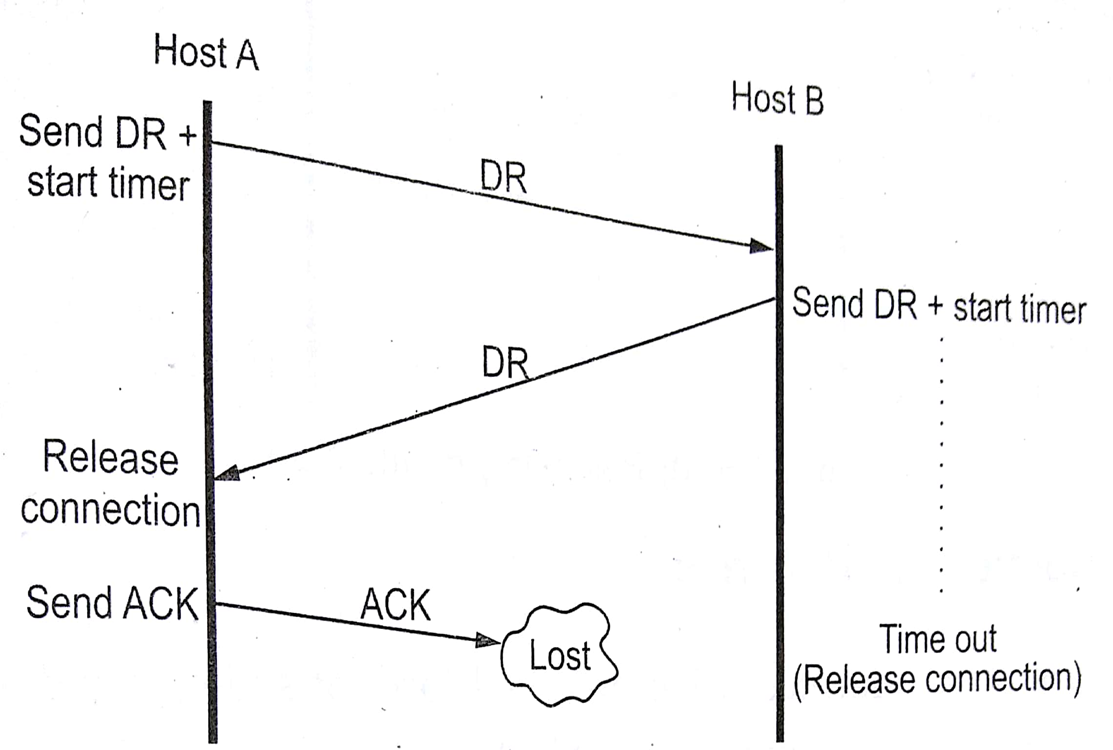 Host A
Host B
Send DR +
start timer
DR
Send DR + start timer
DR
Release
connection
Send ACK
ACK
Lost
Time out
(Release connection)